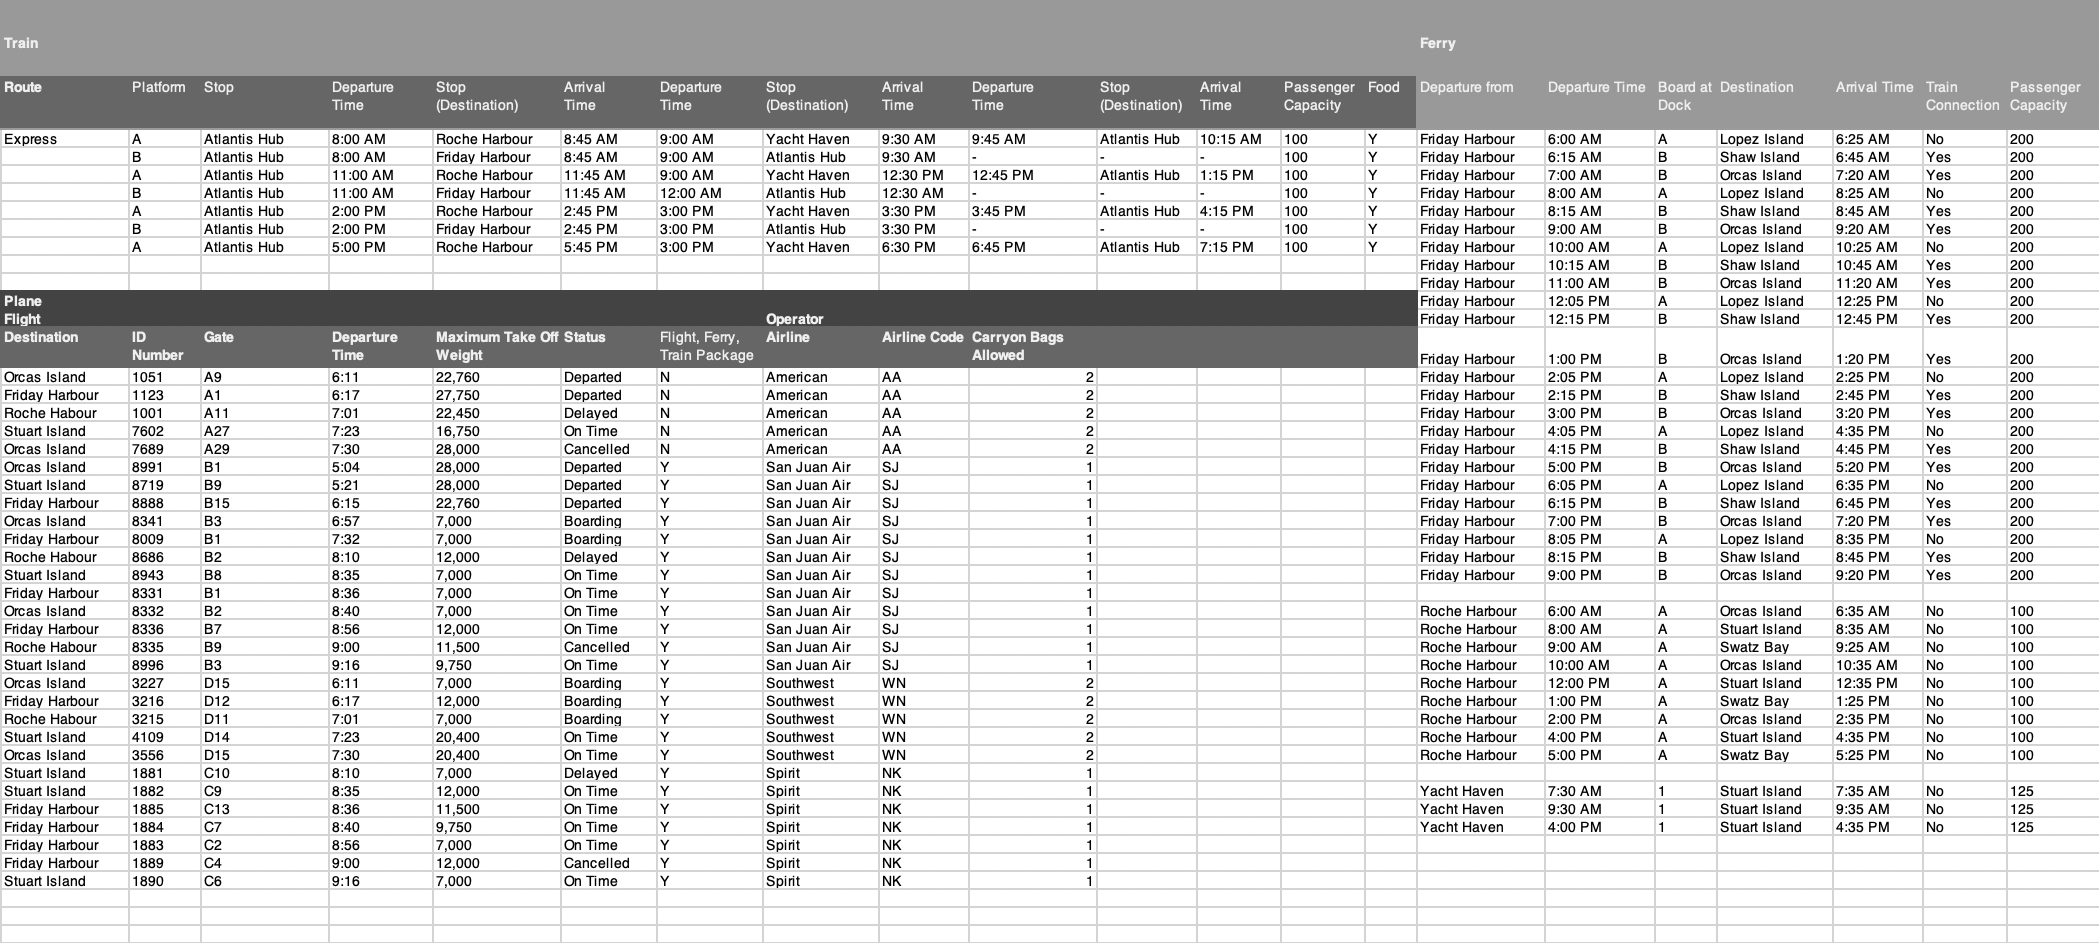 Train
Route Platform Stop Departure Time Stop (Destination) Arrival Time Departure Time Stop (Destination) Arrival Time Departure Time Stop (Destination) Arrival Time Passenger Capacity Food
Express A Atlantis Hub 8:00 AM Roche Harbour 8:45 AM 9:00 AM Yacht Haven 9:30 AM 9:45 AM Atlantis Hub 10:15 AM 100 Y
B Atlantis Hub 8:00 AM Friday Harbour 8:45 AM 9:00 AM Atlantis Hub 9:30 AM - - - 100 Y
A Atlantis Hub 11:00 AM Roche Harbour 11:45 AM 9:00 AM Yacht Haven 12:30 PM 12:45 PM Atlantis Hub 1:15 PM 100 Y
B Atlantis Hub 11:00 AM Friday Harbour 11:45 AM 12:00 AM Atlantis Hub 12:30 AM - - - 100 Y
A Atlantis Hub 2:00 PM Roche Harbour 2:45 PM 3:00 PM Yacht Haven 3:30 PM 3:45 PM Atlantis Hub 4:15 PM 100 Y
B Atlantis Hub 2:00 PM Friday Harbour 2:45 PM 3:00 PM Atlantis Hub 3:30 PM - - - 100 Y
A Atlantis Hub 5:00 PM Roche Harbour 5:45 PM 3:00 PM Yacht Haven 6:30 PM 6:45 PM Atlantis Hub 7:15 PM 100 Y
Plane
Flight Operator
Destination ID Number Gate Departure Time Maximum Take Off Weight Status Flight, Ferry, Train Package Airline Airline Code Carryon Bags Allowed
Orcas Island 1051 A9 6:11 22,760 Departed N American AA 2
Friday Harbour 1123 A1 6:17 27,750 Departed N American AA 2
Roche Habour 1001 A11 7:01 22,450 Delayed N American AA 2
Stuart Island 7602 A27 7:23 16,750 On Time N American AA 2
Orcas Island 7689 A29 7:30 28,000 Cancelled N American AA 2
Orcas Island 8991 B1 5:04 28,000 Departed Y San Juan Air SJ 1
Stuart Island 8719 B9 5:21 28,000 Departed Y San Juan Air SJ 1
Friday Harbour 8888 B15 6:15 22,760 Departed Y San Juan Air SJ 1
Orcas Island 8341 B3 6:57 7,000 Boarding Y San Juan Air SJ 1
Friday Harbour 8009 B1 7:32 7,000 Boarding Y San Juan Air SJ 1
Roche Habour 8686 B2 8:10 12,000 Delayed Y San Juan Air SJ 1
Stuart Island 8943 B8 8:35 7,000 On Time Y San Juan Air SJ 1
Friday Harbour 8331 B1 8:36 7,000 On Time Y San Juan Air SJ 1
Orcas Island 8332 B2 8:40 7,000 On Time Y San Juan Air SJ 1
Friday Harbour 8336 B7 8:56 12,000 On Time Y San Juan Air SJ 1
Roche Habour 8335 B9 9:00 11,500 Cancelled Y San Juan Air SJ 1
Stuart Island 8996 B3 9:16 9,750 On Time Y San Juan Air SJ 1
Orcas Island 3227 D15 6:11 7,000 Boarding Y Southwest WN 2
Friday Harbour 3216 D12 6:17 12,000 Boarding Y Southwest WN 2
Roche Habour 3215 D11 7:01 7,000 Boarding Y Southwest WN 2
Stuart Island 4109 D14 7:23 20,400 On Time Y Southwest WN 2
Orcas Island 3556 D15 7:30 20,400 On Time Y Southwest WN 2
Stuart Island 1881 C10 8:10 7,000 Delayed Y Spirit NK 1
Stuart Island 1882 C9 8:35 12,000 On Time Y Spirit NK 1
Friday Harbour 1885 C13 8:36 11,500 On Time Y Spirit NK 1
Friday Harbour 1884 C7 8:40 9,750 On Time Y Spirit NK 1
Friday Harbour 1883 C2 8:56 7,000 On Time Y Spirit NK 1
Friday Harbour 1889 C4 9:00 12,000 Cancelled Y Spirit NK 1
Stuart Island 1890 C6 9:16 7,000 On Time Y Spirit NK 1
Ferry
Departure from Departure Time Board at Dock Destination Arrival Time Train Connection Passenger Capacity
Friday Harbour 6:00 AM A Lopez Island 6:25 AM No 200
Friday Harbour 6:15 AM B Shaw Island 6:45 AM Yes 200
Friday Harbour 7:00 AM B Orcas Island 7:20 AM Yes 200
Friday Harbour 8:00 AM A Lopez Island 8:25 AM No 200
Friday Harbour 8:15 AM B Shaw Island 8:45 AM Yes 200
Friday Harbour 9:00 AM B Orcas Island 9:20 AM Yes 200
Friday Harbour 10:00 AM A Lopez Island 10:25 AM No 200
Friday Harbour 10:15 AM B Shaw Island 10:45 AM Yes 200
Friday Harbour 11:00 AM B Orcas Island 11:20 AM Yes 200
Friday Harbour 12:05 PM A Lopez Island 12:25 PM No 200
Friday Harbour 12:15 PM B Shaw Island 12:45 PM Yes 200
Friday Harbour 1:00 PM B Orcas Island 1:20 PM Yes 200
Friday Harbour 2:05 PM A Lopez Island 2:25 PM No 200
Friday Harbour 2:15 PM B Shaw Island 2:45 PM Yes 200
Friday Harbour 3:00 PM B Orcas Island 3:20 PM Yes 200
Friday Harbour 4:05 PM A Lopez Island 4:35 PM No 200
Friday Harbour 4:15 PM B Shaw Island 4:45 PM Yes 200
Friday Harbour 5:00 PM B Orcas Island 5:20 PM Yes 200
Friday Harbour 6:05 PM A Lopez Island 6:35 PM No 200
Friday Harbour 6:15 PM B Shaw Island 6:45 PM Yes 200
Friday Harbour 7:00 PM B Orcas Island 7:20 PM Yes 200
Friday Harbour 8:05 PM A Lopez Island 8:35 PM No 200
Friday Harbour 8:15 PM B Shaw Island 8:45 PM Yes 200
Friday Harbour 9:00 PM B Orcas Island 9:20 PM Yes 200
Roche Harbour 6:00 AM A Orcas Island 6:35 AM No 100
Roche Harbour 8:00 AM A Stuart Island 8:35 AM No 100
Roche Harbour 9:00 AM A Swatz Bay 9:25 AM No 100
Roche Harbour 10:00 AM A Orcas Island 10:35 AM No 100
Roche Harbour 12:00 PM A Stuart Island 12:35 PM No 100
Roche Harbour 1:00 PM A Swatz Bay 1:25 PM No 100
Roche Harbour 2:00 PM A Orcas Island 2:35 PM No 100
Roche Harbour 4:00 PM A Stuart Island 4:35 PM No 100
Roche Harbour 5:00 PM A Swatz Bay 5:25 PM No 100
Yacht Haven 7:30 AM 1 Stuart Island 7:35 AM No 125
Yacht Haven 9:30 AM 1 Stuart Island 9:35 AM No 125
Yacht Haven 4:00 PM 1 Stuart Island 4:35 PM No 125